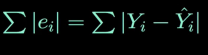 ∑ |eᵢ| = ∑ |Yᵢ − Ŷᵢ|